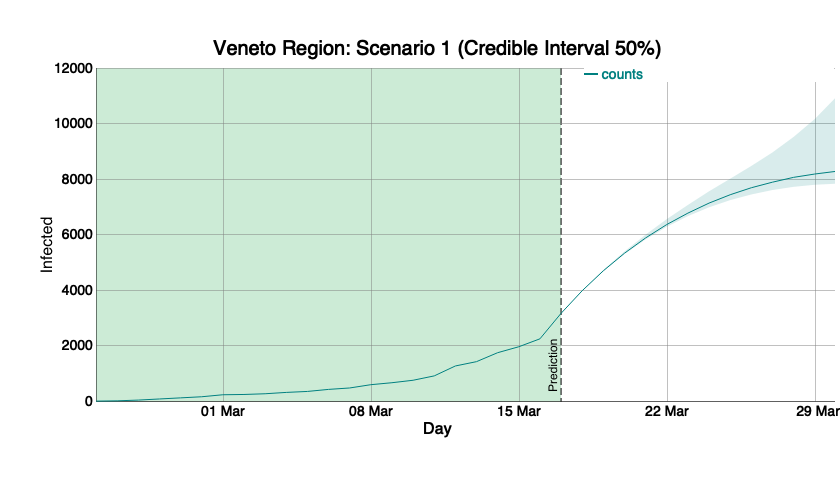 Veneto Region: Scenario 1 (Credible Interval 50%)
counts
12000
10000
8000
6000
4000
2000
0
Infected
Prediction
01 Mar
08 Mar
15 Mar
22 Mar
29 Mar
Day